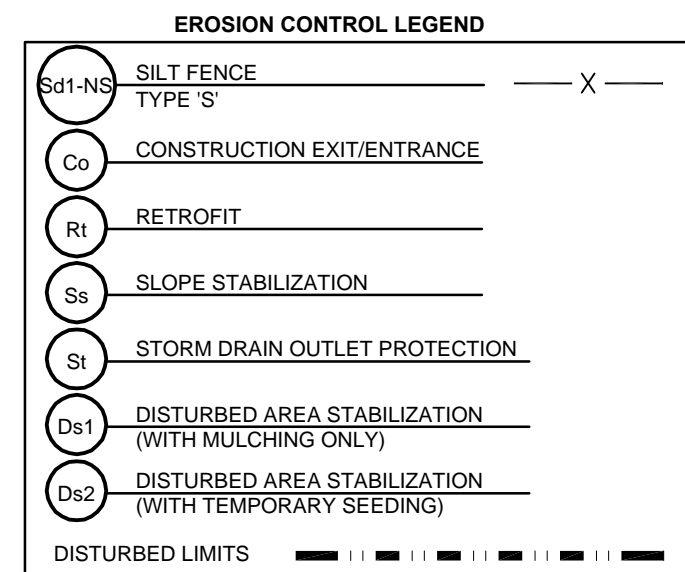 EROSION CONTROL LEGEND
Sd1-NS SILT FENCE
TYPE 'S'
X
Co CONSTRUCTION EXIT/ENTRANCE
Rt RETROFIT
Ss SLOPE STABILIZATION
St STORM DRAIN OUTLET PROTECTION
Ds1 DISTURBED AREA STABILIZATION
(WITH MULCHING ONLY)
Ds2 DISTURBED AREA STABILIZATION
(WITH TEMPORARY SEEDING)
DISTURBED LIMITS